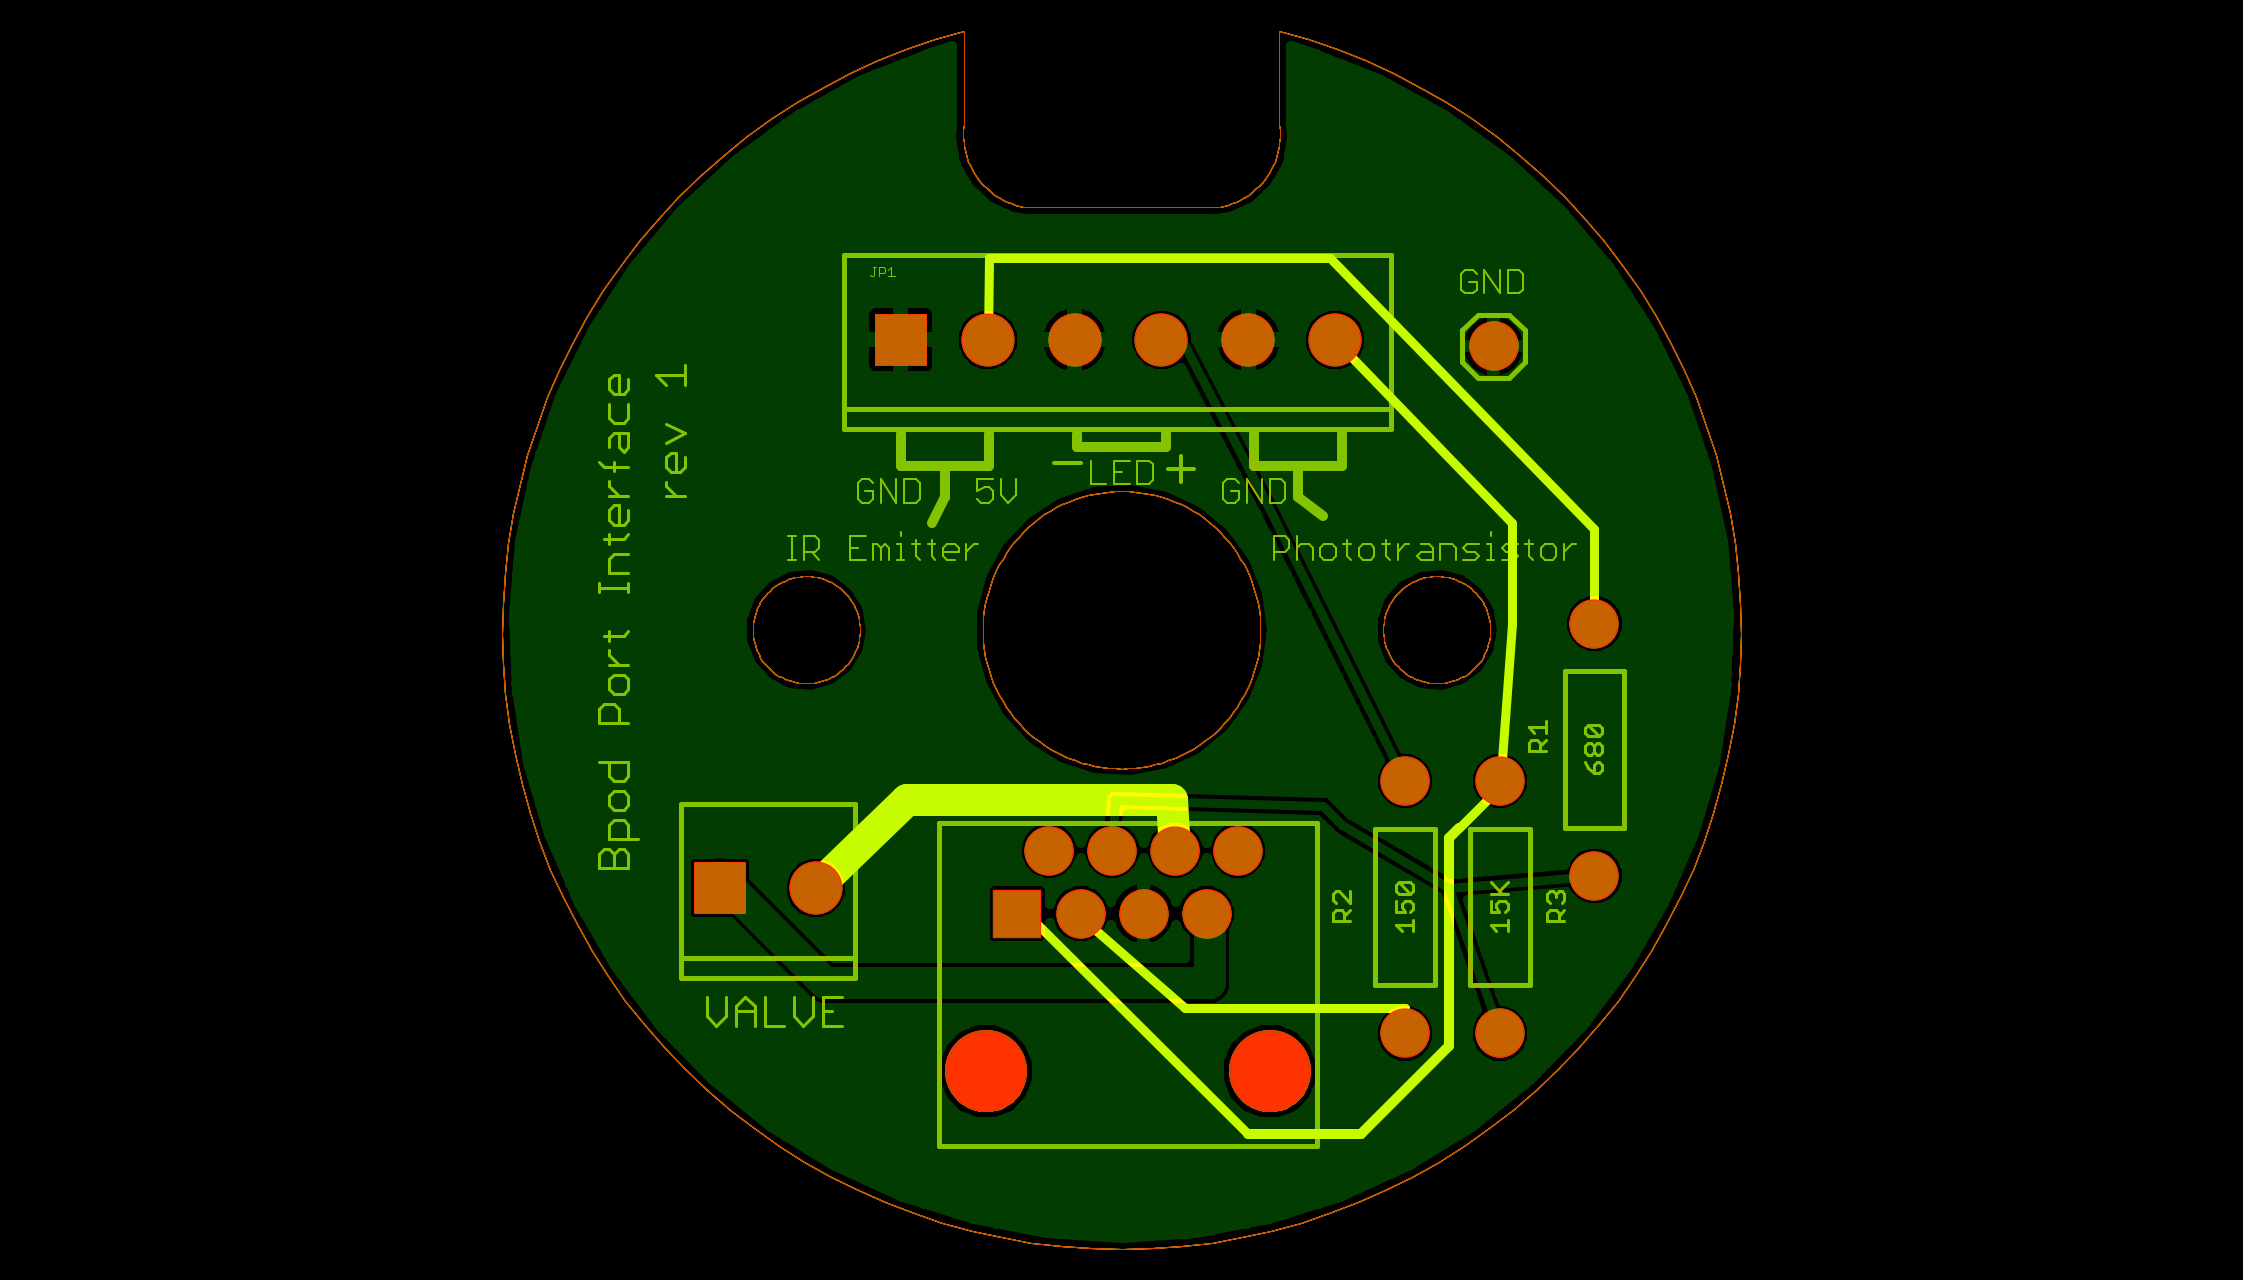 JP1
GND
- LED +
GND 5V
GND
IR Emitter
Phototransistor
Bpod Port Interface
rev 1
R1
680
R2
150
15K
R3
VALVE